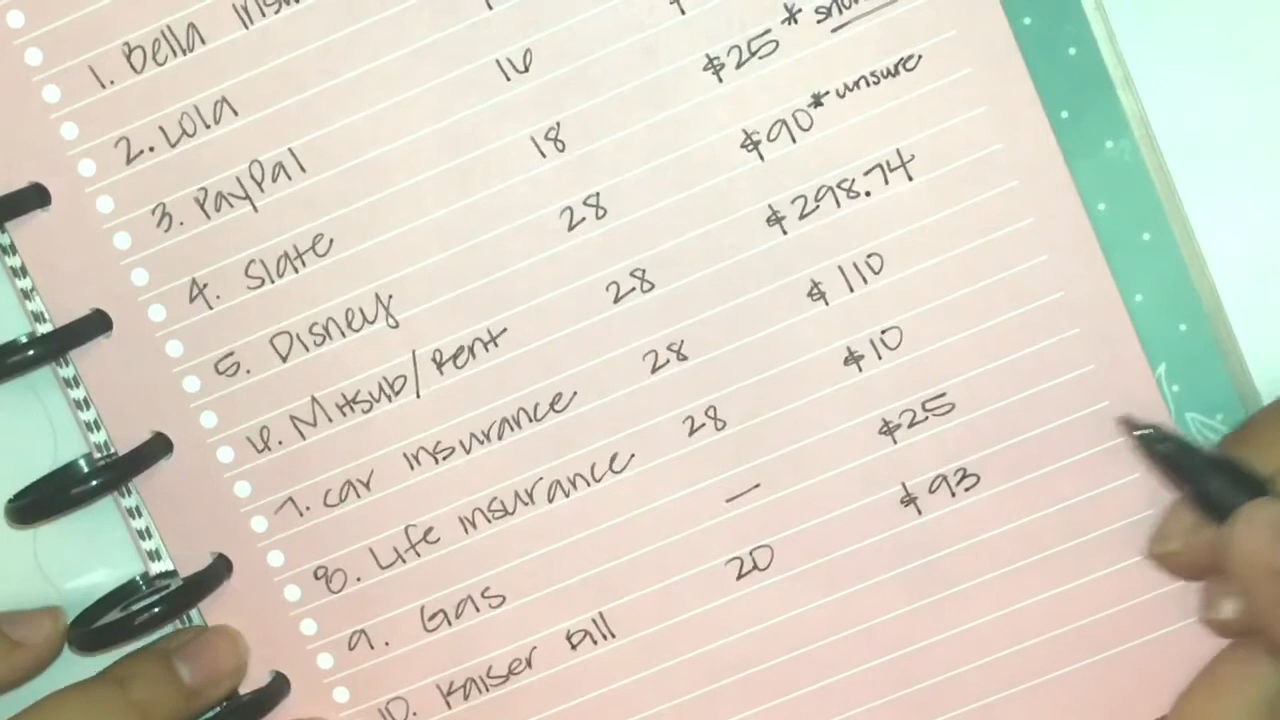 1. Bella
2. Lola
3. PayPal 16
4. Slate 18 $25*
5. Disney 28 $90*unsure
6. Mitsub/Rent 28 $298.74
7. car insurance 28 $110
8. Life insurance 28 $10
9. Gas — $25
10. Kaiser bill 20 $93